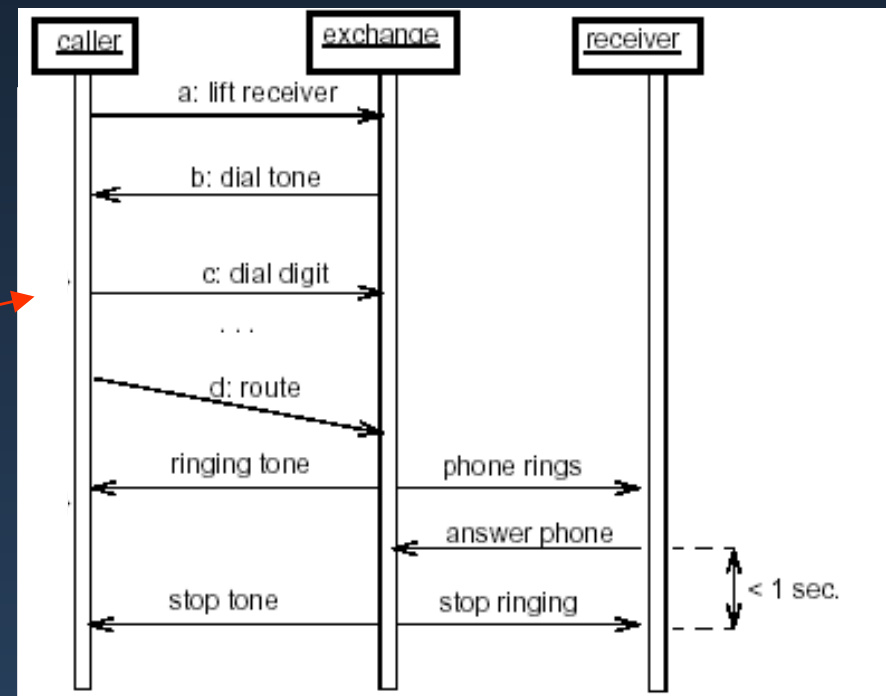 caller
exchange
receiver
a: lift receiver
b: dial tone
c: dial digit
. . .
d: route
ringing tone
phone rings
answer phone
< 1 sec.
stop tone
stop ringing